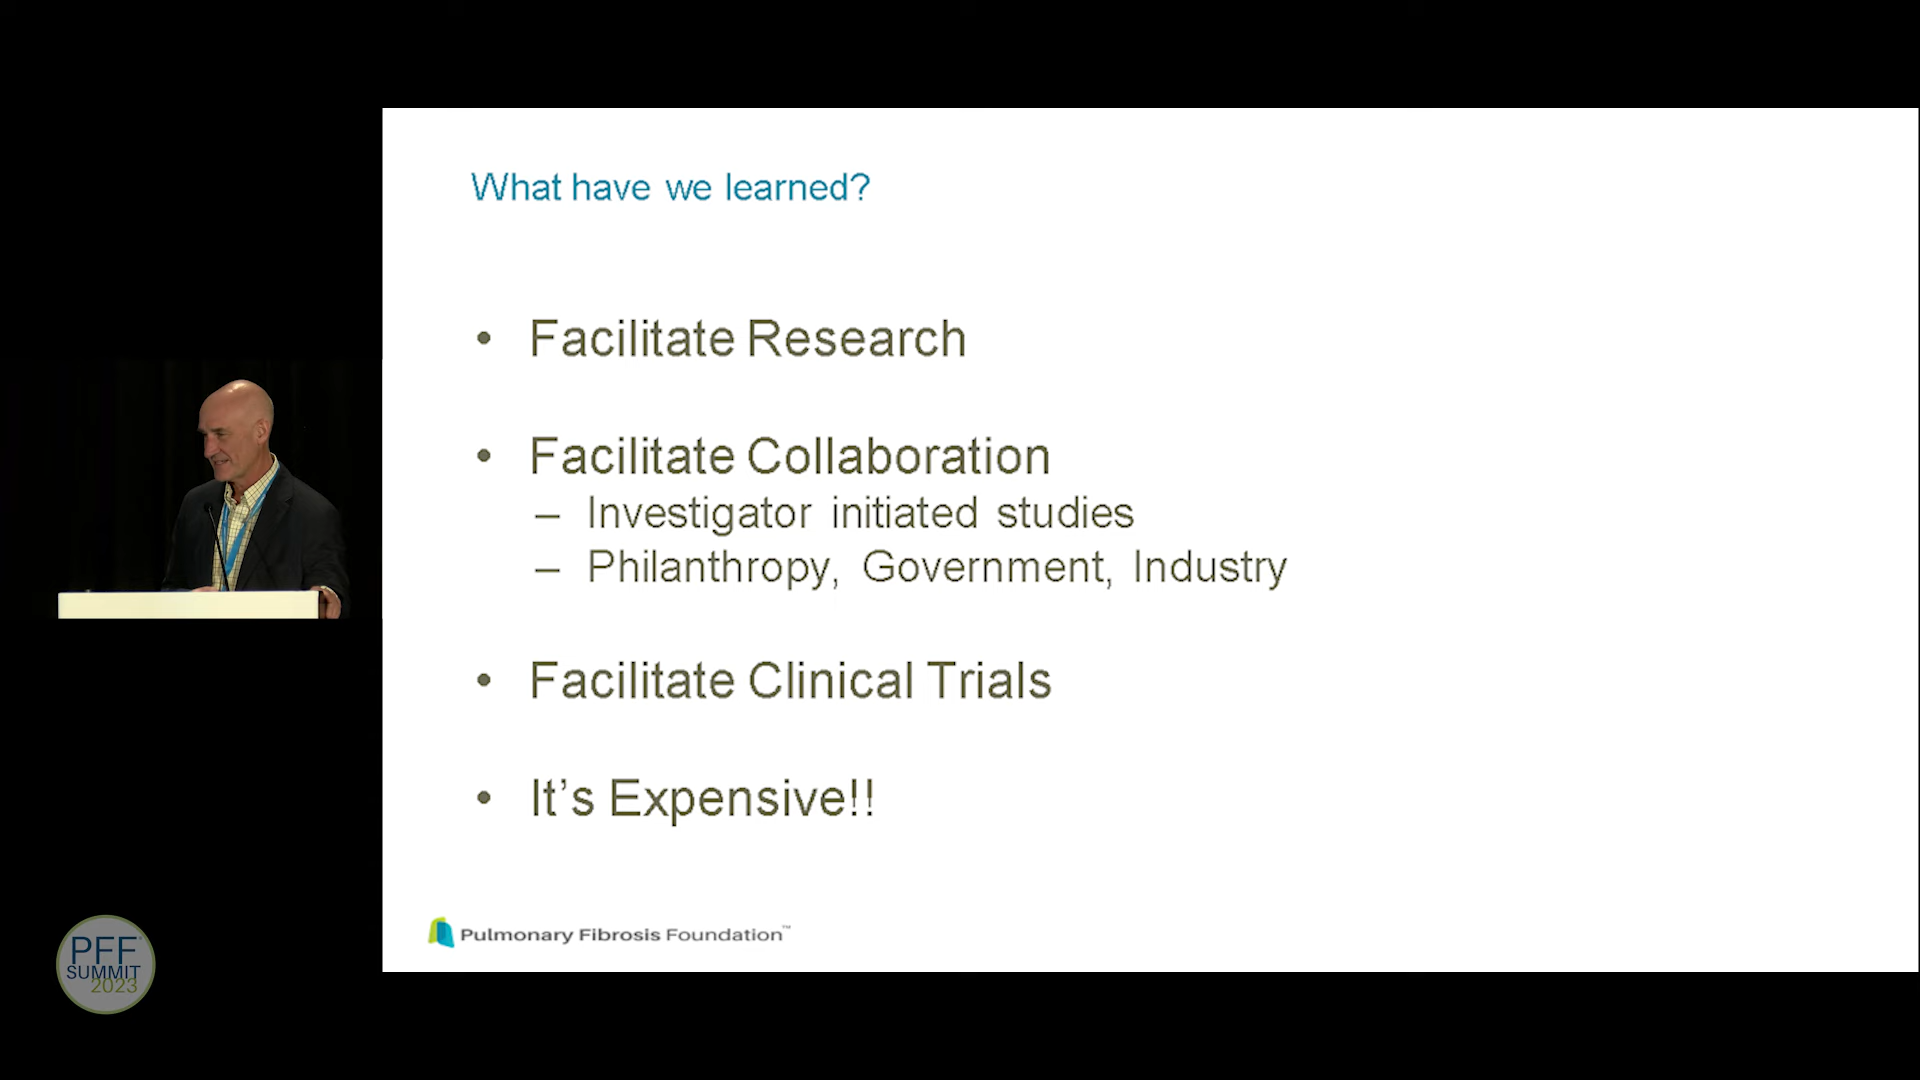 What have we learned?
• Facilitate Research
• Facilitate Collaboration
– Investigator initiated studies
– Philanthropy, Government, Industry
• Facilitate Clinical Trials
• It’s Expensive!!
Pulmonary Fibrosis Foundation™
PFF
SUMMIT
2023